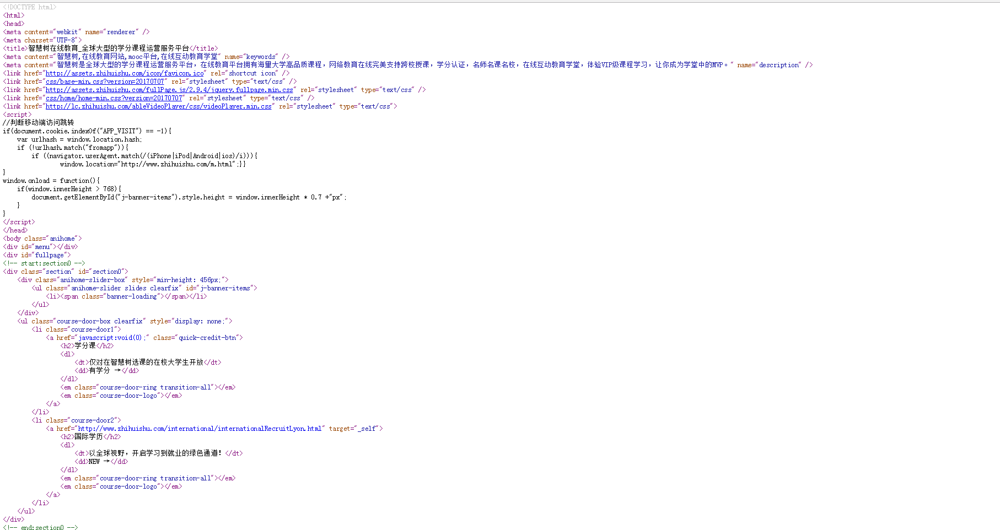 <!DOCTYPE html>
<html>
<head>
<meta content="webkit" name="renderer" />
<meta charset="UTF-8">
<title>智慧树在线教育_全球大型的学分课程运营服务平台</title>
<meta content="智慧树,在线教育网站,mooc平台,在线互动教育学堂" name="keywords" />
<meta content="智慧树是全球大型的学分课程运营服务平台，在线教育平台拥有海量大学高品质课程，网络教育在线完美支持跨校授课，学分认证，名师名课名校，在线互动教育学堂，体验VIP级课程学习，让你成为学堂中的MVP。" name="description" />
<link href="http://assets.zhihuishu.com/icon/favicon.ico" rel="shortcut icon" />
<link href="css/base-min.css?version=20170707" rel="stylesheet" type="text/css" />
<link href="http://assets.zhihuishu.com/fullPage.js/2.9.4/jquery.fullpage.min.css" rel="stylesheet" type="text/css" />
<link href="css/home/home-min.css?version=20170707" rel="stylesheet" type="text/css" />
<link href="http://lc.zhihuishu.com/ableVideoPlayer/css/videoPlayer.min.css" rel="stylesheet" type="text/css">
<script>
//判断移动端访问跳转
if(document.cookie.indexOf("APP_VISIT") == -1){
    var urlhash = window.location.hash;
    if (!urlhash.match("fromapp")){
        if ((navigator.userAgent.match(/(iPhone|iPod|Android|ios)/i))){
                window.location="http://www.zhihuishu.com/m.html";}}
}
window.onload = function(){
    if(window.innerHeight > 768){
        document.getElementById("j-banner-items").style.height = window.innerHeight * 0.7 +"px";
    }
}
</script>
</head>
<body class="anihome">
<div id="menu"></div>
<div id="fullpage">
<!-- start:section0 -->
<div class="section" id="section0">
    <div class="anihome-slider-box" style="min-height: 456px;">
        <ul class="anihome-slider slides clearfix" id="j-banner-items">
            <li><span class="banner-loading"></span></li>
        </ul>
    </div>
    <ul class="course-door-box clearfix" style="display: none;">
        <li class="course-door1">
            <a href="javascript:void(0);" class="quick-credit-btn">
                <h2>学分课</h2>
                <dl>
                    <dt>仅对在智慧树选课的在校大学生开放</dt>
                    <dd>有学分 →</dd>
                </dl>
                <em class="course-door-ring transition-all"></em>
                <em class="course-door-logo"></em>
            </a>
        </li>
        <li class="course-door2">
            <a href="http://www.zhihuishu.com/international/internationalRecruitLyon.html" target="_self">
                <h2>国际学历</h2>
                <dl>
                    <dt>以全球视野，开启学习到就业的绿色通道！</dt>
                    <dd>NEW →</dd>
                </dl>
                <em class="course-door-ring transition-all"></em>
                <em class="course-door-logo"></em>
            </a>
        </li>
    </ul>
</div>
<!-- end:section0 -->